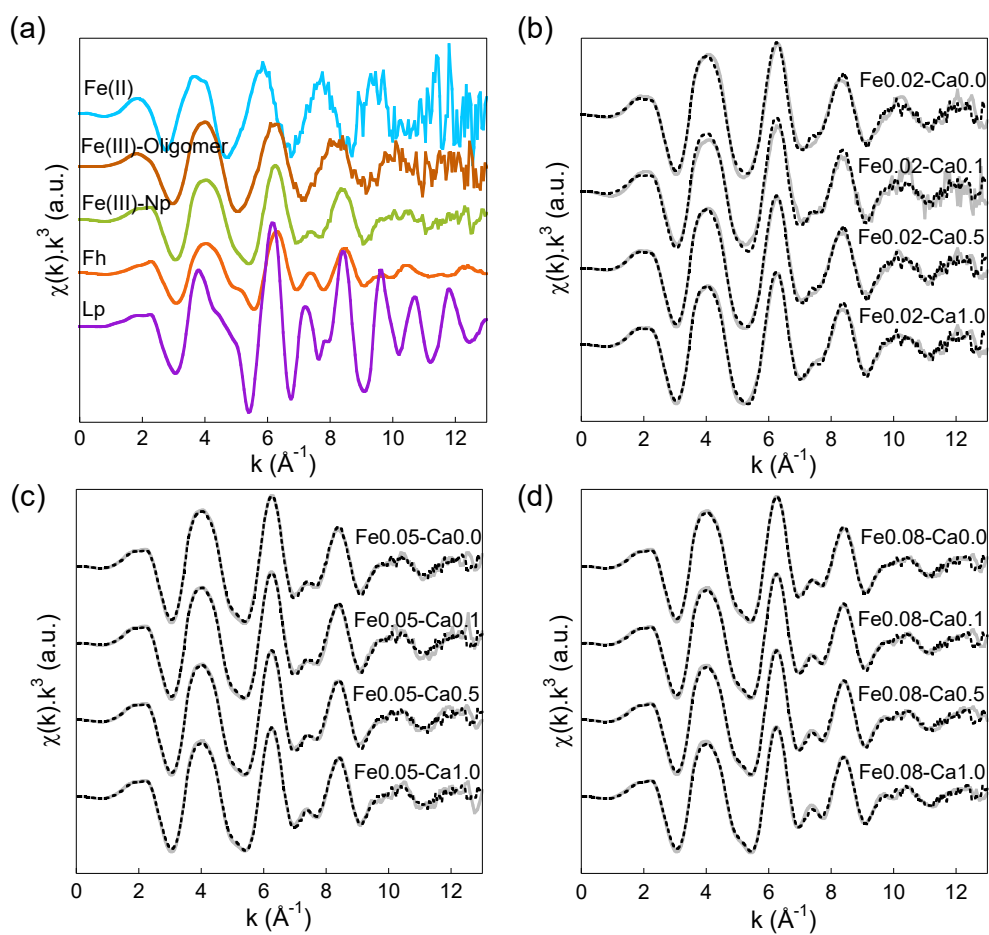 (a)
χ(k).k³ (a.u.)
Fe(II)
Fe(III)-Oligomer
Fe(III)-Np
Fh
Lp
0 2 4 6 8 10 12
k (Å⁻¹)
(b)
χ(k).k³ (a.u.)
Fe0.02-Ca0.0
Fe0.02-Ca0.1
Fe0.02-Ca0.5
Fe0.02-Ca1.0
0 2 4 6 8 10 12
k (Å⁻¹)
(c)
χ(k).k³ (a.u.)
Fe0.05-Ca0.0
Fe0.05-Ca0.1
Fe0.05-Ca0.5
Fe0.05-Ca1.0
0 2 4 6 8 10 12
k (Å⁻¹)
(d)
χ(k).k³ (a.u.)
Fe0.08-Ca0.0
Fe0.08-Ca0.1
Fe0.08-Ca0.5
Fe0.08-Ca1.0
0 2 4 6 8 10 12
k (Å⁻¹)